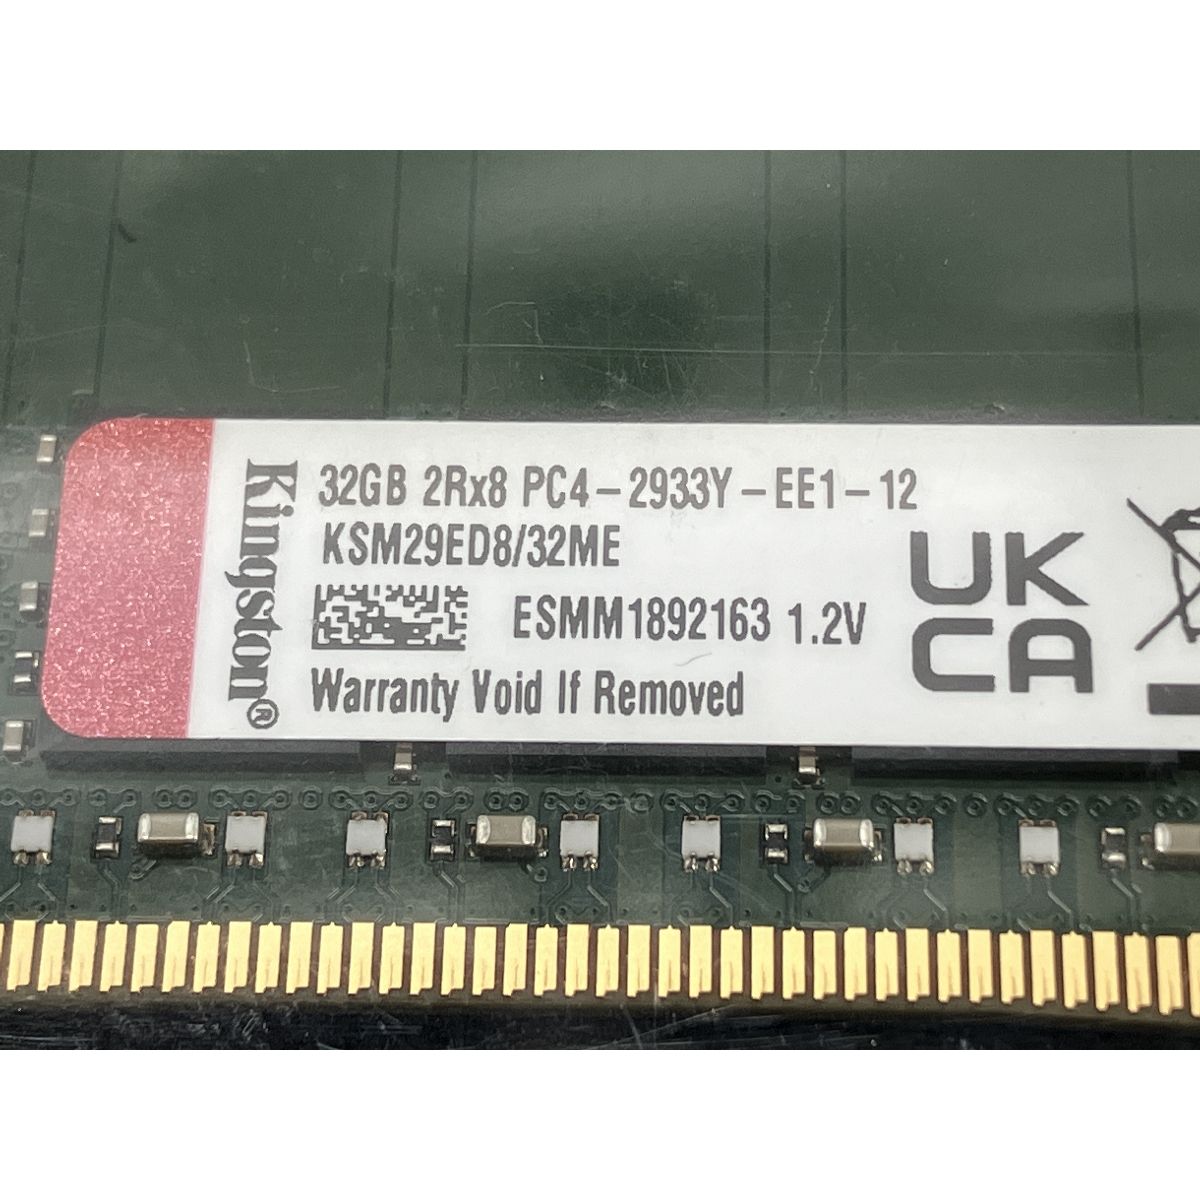 Kingston®
32GB 2Rx8 PC4-2933Y-EE1-12
KSM29ED8/32ME
ESMM1892163 1.2V
Warranty Void If Removed
UK
CA